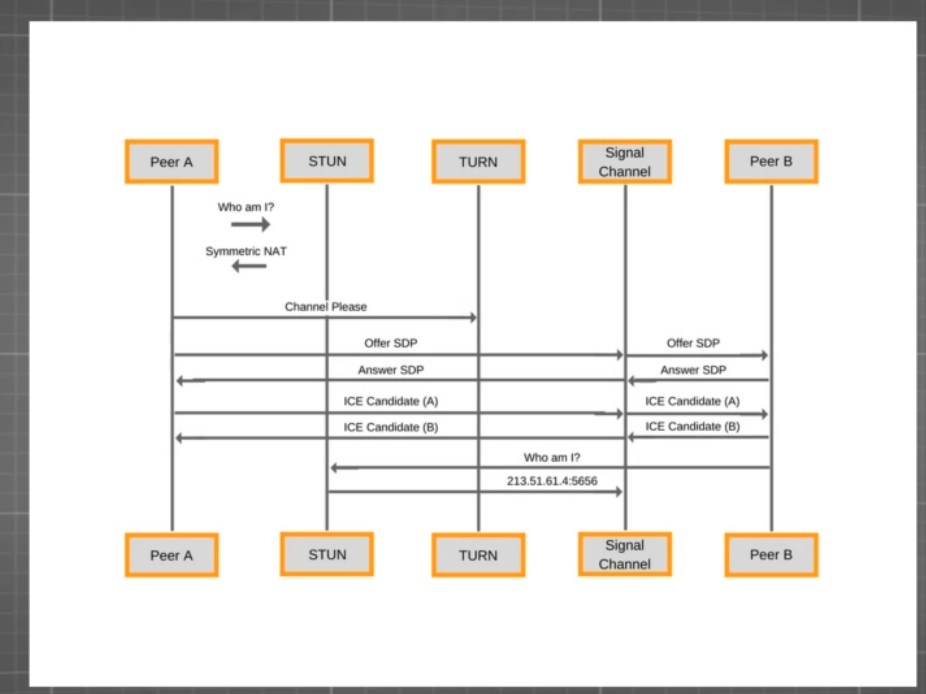 Peer A
STUN
TURN
Signal
Channel
Peer B
Who am I?
Symmetric NAT
Channel Please
Offer SDP
Offer SDP
Answer SDP
Answer SDP
ICE Candidate (A)
ICE Candidate (A)
ICE Candidate (B)
ICE Candidate (B)
Who am I?
213.51.61.4:5656
Peer A
STUN
TURN
Signal
Channel
Peer B